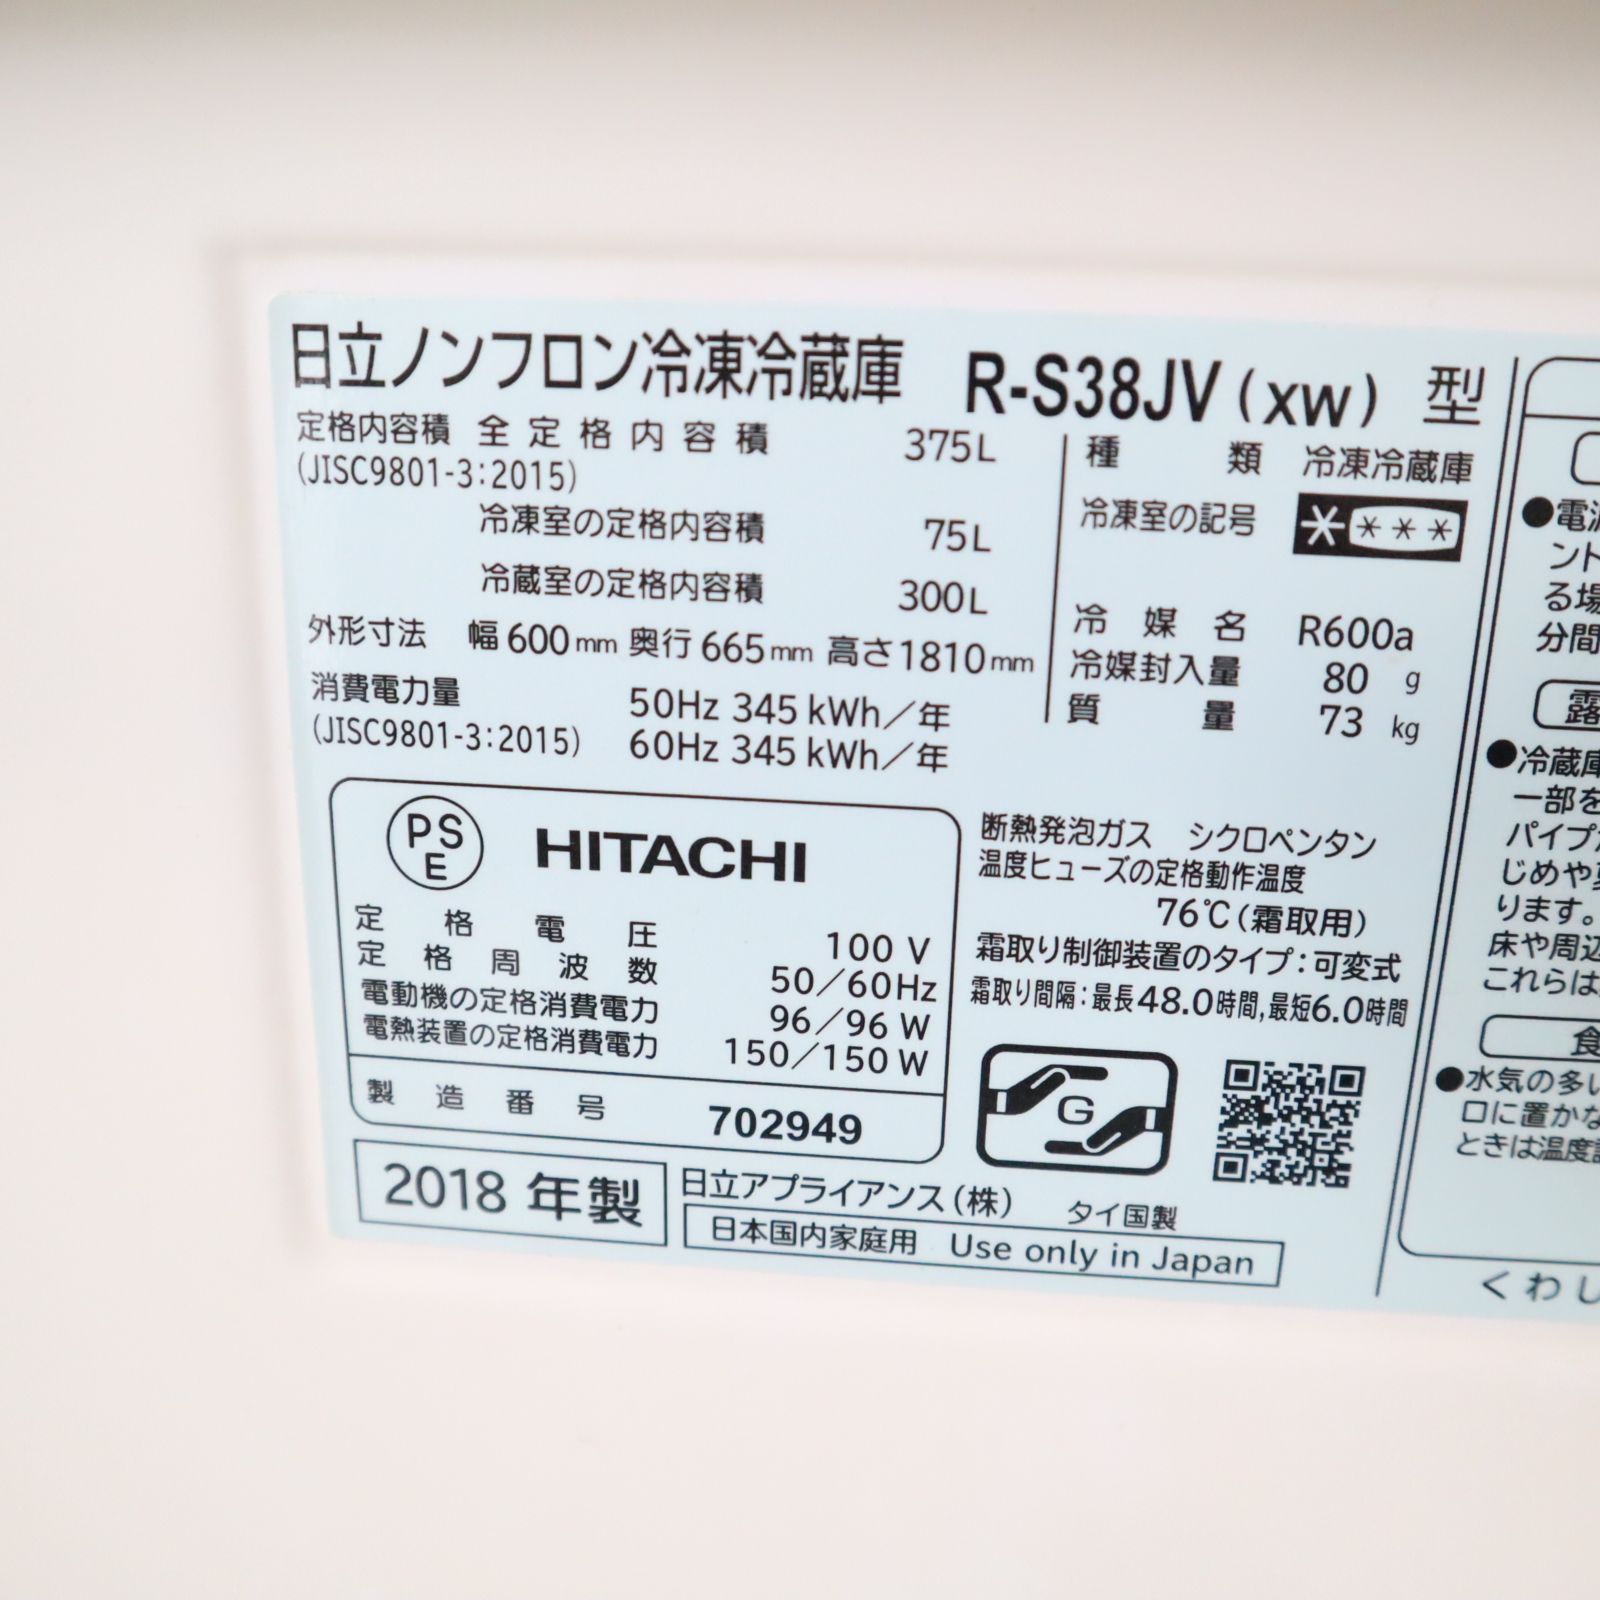 日立ノンフロン冷凍冷蔵庫 R-S38JV(XW) 型
定格内容積 全定格内容積 375L
(JISC9801-3:2015)
冷凍室の定格内容積 75L
冷蔵室の定格内容積 300L
外形寸法 幅600mm 奥行665mm 高さ1810mm
消費電力量 50Hz 345kWh/年
(JISC9801-3:2015) 60Hz 345kWh/年
種類 冷凍冷蔵庫
冷凍室の記号 ****
冷媒名 R600a
冷媒封入量 80 g
質量 73 kg
PSE HITACHI
定格電圧 100V
定格周波数 50/60Hz
電動機の定格消費電力 96/96W
電熱装置の定格消費電力 150/150W
製造番号 702949
断熱発泡ガス シクロペンタン
温度ヒューズの定格動作温度
76℃(霜取用)
霜取り制御装置のタイプ:可変式
霜取り間隔:最長48.0時間,最短6.0時間
G
2018年製
日立アプライアンス(株) タイ国製
日本国内家庭用 Use only in Japan
●電源
ント
る場
分間
露
●冷蔵庫
一部を
パイプ
じめや
ります。
床や周辺
これらは
食
●水気の多い
口に置かな
ときは温度
くわし